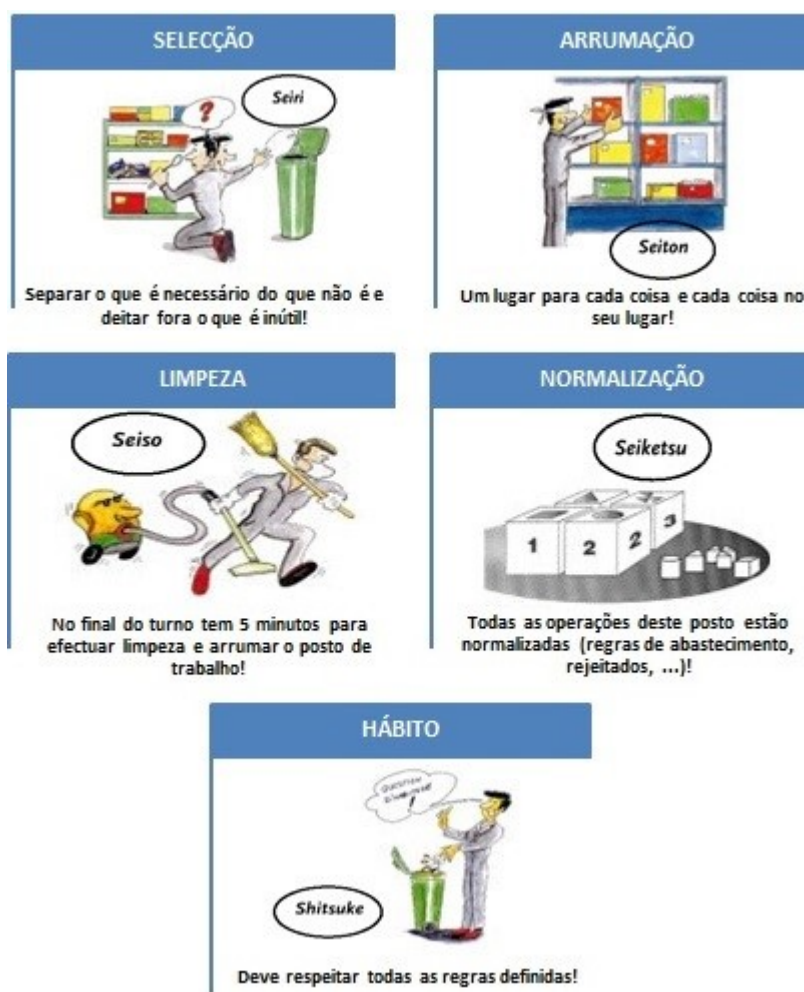 SELECÇÃO
Seiri
?
Separar o que é necessário do que não é e
deitar fora o que é inútil!
ARRUMAÇÃO
Seiton
Um lugar para cada coisa e cada coisa no
seu lugar!
LIMPEZA
Seiso
No final do turno tem 5 minutos para
efectuar limpeza e arrumar o posto de
trabalho!
NORMALIZAÇÃO
Seiketsu
1 2 2 3
Todas as operações deste posto estão
normalizadas (regras de abastecimento,
rejeitados, ...)!
HÁBITO
QUESTION
D'HABITUDE
!
Shitsuke
Deve respeitar todas as regras definidas!